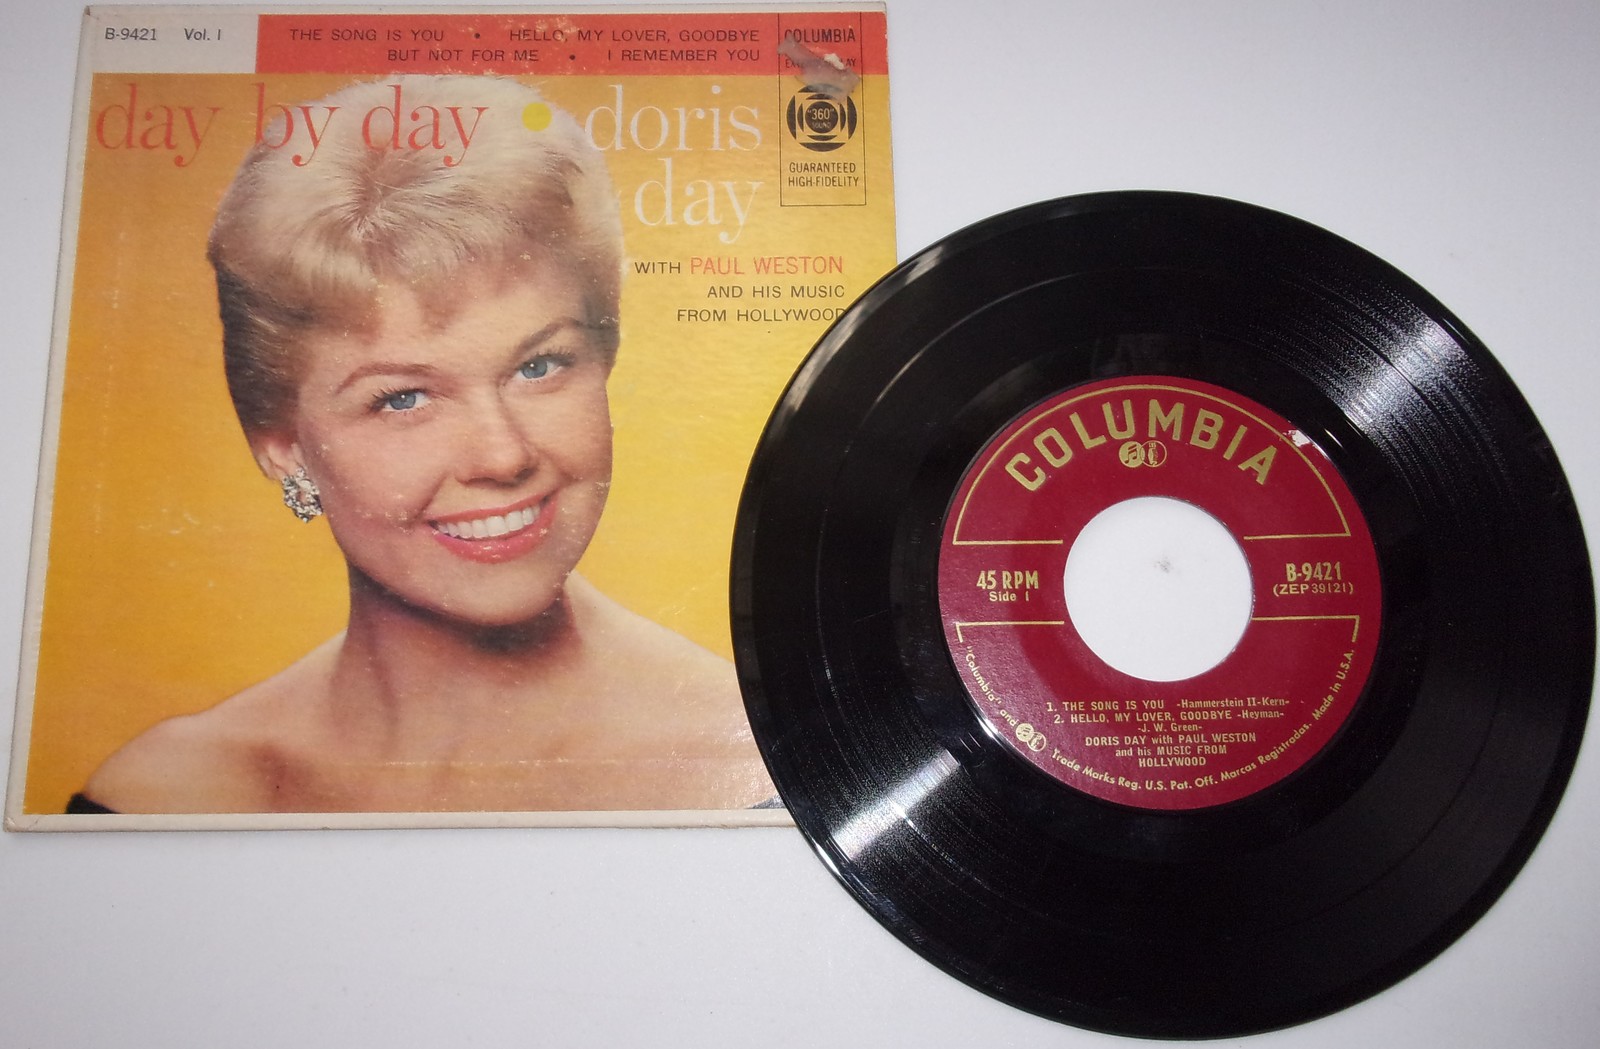 B-9421 Vol. 1
THE SONG IS YOU • HELLO, MY LOVER, GOODBYE
BUT NOT FOR ME • I REMEMBER YOU
COLUMBIA
"360"
SOUND
GUARANTEED
HIGH-FIDELITY
day by day • doris
day
WITH PAUL WESTON
AND HIS MUSIC
FROM HOLLYWOOD
COLUMBIA
45 RPM
Side 1
B-9421
(ZEP 39121)
1. THE SONG IS YOU -Hammerstein II-Kern-
2. HELLO, MY LOVER, GOODBYE -Heyman-
-J. W. Green-
DORIS DAY with PAUL WESTON
and his MUSIC FROM
HOLLYWOOD
"Columbia" and Trade Marks Reg. U.S. Pat. Off. Marcas Registradas. Made in U.S.A.